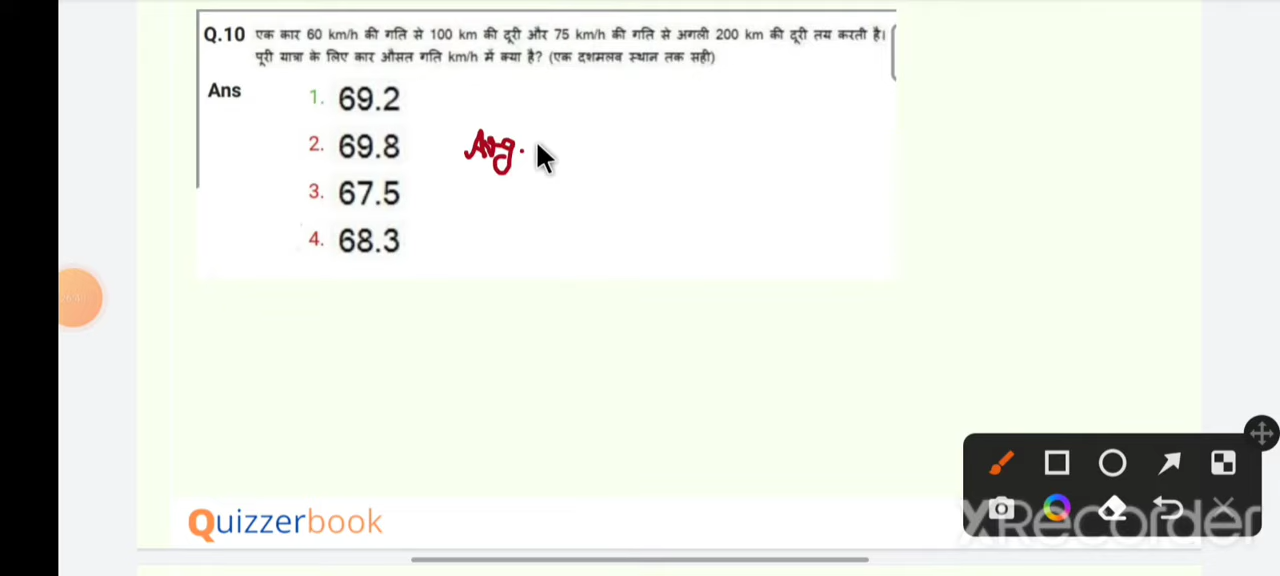 Q.10 एक कार 60 km/h की गति से 100 km की दूरी और 75 km/h की गति से अगली 200 km की दूरी तय करती है।
पूरी यात्रा के लिए कार औसत गति km/h में क्या है? (एक दशमलव स्थान तक सही)
Ans 1. 69.2
2. 69.8
3. 67.5
4. 68.3
Avg.
Quizzerbook
XRecorder